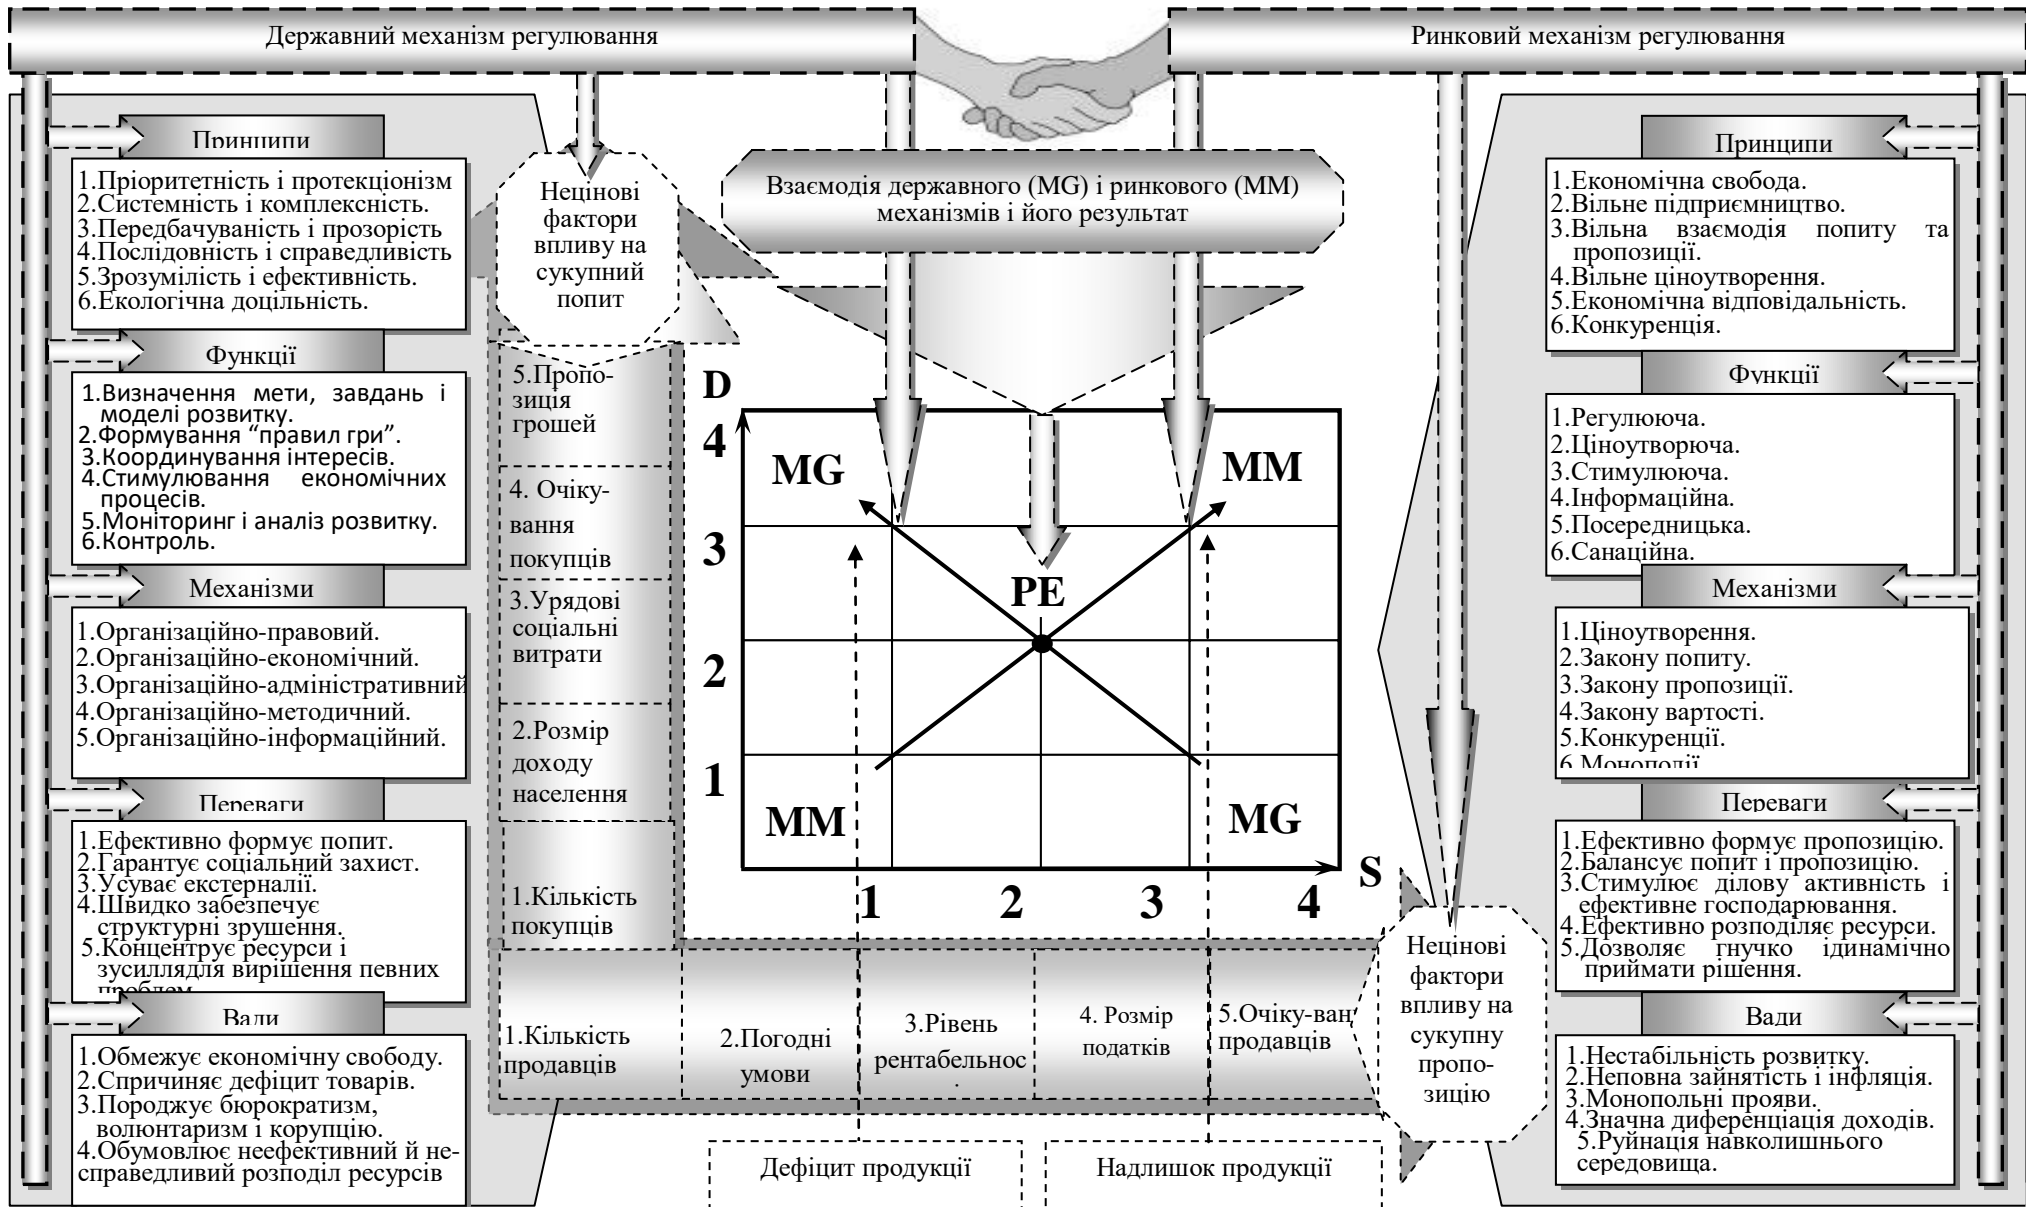 Державний механізм регулювання
Ринковий механізм регулювання
Принципи
1.Пріоритетність і протекціонізм
2.Системність і комплексність.
3.Передбачуваність і прозорість
4.Послідовність і справедливість
5.Зрозумілість і ефективність.
6.Екологічна доцільність.
Функції
1.Визначення мети, завдань і
моделі розвитку.
2.Формування “правил гри”.
3.Координування інтересів.
4.Стимулювання економічних
процесів.
5.Моніторинг і аналіз розвитку.
6.Контроль.
Механізми
1.Організаційно-правовий.
2.Організаційно-економічний.
3.Організаційно-адміністративний
4.Організаційно-методичний.
5.Організаційно-інформаційний.
Переваги
1.Ефективно формує попит.
2.Гарантує соціальний захист.
3.Усуває екстерналії.
4.Швидко забезпечує
структурні зрушення.
5.Концентрує ресурси і
зусиллядля вирішення певних
проблем
Вади
1.Обмежує економічну свободу.
2.Спричиняє дефіцит товарів.
3.Породжує бюрократизм,
волюнтаризм і корупцію.
4.Обумовлює неефективний й не-
справедливий розподіл ресурсів
Нецінові
фактори
впливу на
сукупний
попит
5.Пропо-
зиція
грошей
4. Очіку-
вання
покупців
3.Урядові
соціальні
витрати
2.Розмір
доходу
населення
1.Кількість
покупців
Взаємодія державного (MG) і ринкового (ММ)
механізмів і його результат
D
4
3
2
1
MG
MM
PE
MM
MG
S
1
2
3
4
1.Кількість
продавців
2.Погодні
умови
3.Рівень
рентабельнос
4. Розмір
податків
5.Очіку-ван
продавців
Нецінові
фактори
впливу на
сукупну
пропо-
зицію
Дефіцит продукції
Надлишок продукції
Принципи
1.Економічна свобода.
2.Вільне підприємництво.
3.Вільна взаємодія попиту та
пропозиції.
4.Вільне ціноутворення.
5.Економічна відповідальність.
6.Конкуренція.
Функції
1.Регулююча.
2.Ціноутворююча.
3.Стимулююча.
4.Інформаційна.
5.Посередницька.
6.Санаційна.
Механізми
1.Ціноутворення.
2.Закону попиту.
3.Закону пропозиції.
4.Закону вартості.
5.Конкуренції.
6.Монополії
Переваги
1.Ефективно формує пропозицію.
2.Балансує попит і пропозицію.
3.Стимулює ділову активність і
ефективне господарювання.
4.Ефективно розподіляє ресурси.
5.Дозволяє гнучко ідинамічно
приймати рішення.
Вади
1.Нестабільність розвитку.
2.Неповна зайнятість і інфляція.
3.Монопольні прояви.
4.Значна диференціація доходів.
5.Руйнація навколишнього
середовища.